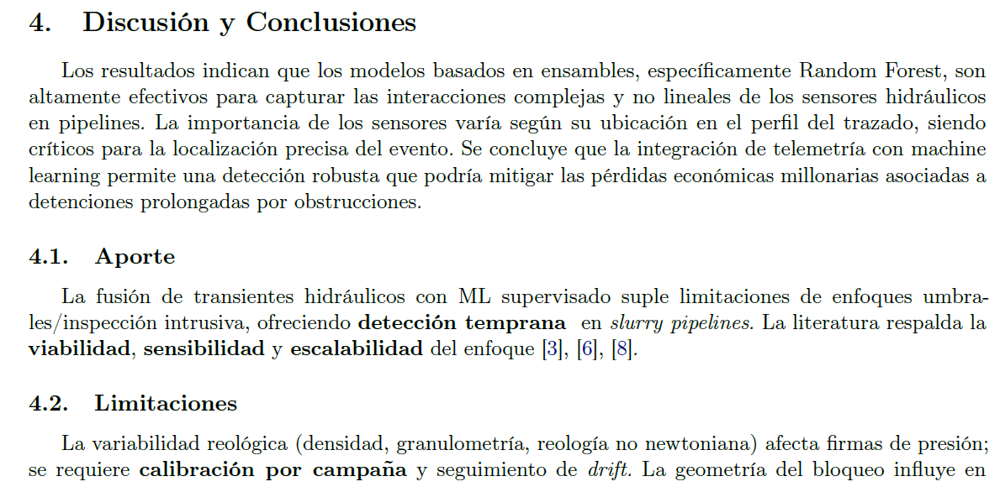 4. Discusión y Conclusiones
Los resultados indican que los modelos basados en ensambles, específicamente Random Forest, son
altamente efectivos para capturar las interacciones complejas y no lineales de los sensores hidráulicos
en pipelines. La importancia de los sensores varía según su ubicación en el perfil del trazado, siendo
críticos para la localización precisa del evento. Se concluye que la integración de telemetría con machine
learning permite una detección robusta que podría mitigar las pérdidas económicas millonarias asociadas a
detenciones prolongadas por obstrucciones.
4.1. Aporte
La fusión de transientes hidráulicos con ML supervisado suple limitaciones de enfoques umbra-
les/inspección intrusiva, ofreciendo detección temprana en slurry pipelines. La literatura respalda la
viabilidad, sensibilidad y escalabilidad del enfoque [3], [6], [8].
4.2. Limitaciones
La variabilidad reológica (densidad, granulometría, reología no newtoniana) afecta firmas de presión;
se requiere calibración por campaña y seguimiento de drift. La geometría del bloqueo influye en